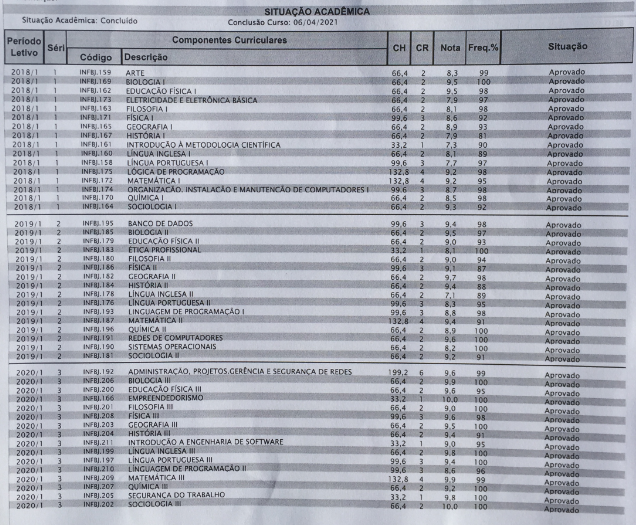 SITUAÇÃO ACADÊMICA
Situação Acadêmica: Concluído Conclusão Curso: 06/04/2021
Período Letivo Séri Componentes Curriculares CH CR Nota Freq.% Situação
Código Descrição
2018/1 1 INFBJ.159 ARTE 66,4 2 8,3 99 Aprovado
2018/1 1 INFBJ.169 BIOLOGIA I 66,4 2 9,5 100 Aprovado
2018/1 1 INFBJ.162 EDUCAÇÃO FÍSICA I 66,4 2 9,5 98 Aprovado
2018/1 1 INFBJ.173 ELETRICIDADE E ELETRÔNICA BÁSICA 66,4 2 7,9 97 Aprovado
2018/1 1 INFBJ.163 FILOSOFIA I 66,4 2 8,1 98 Aprovado
2018/1 1 INFBJ.171 FÍSICA I 99,6 3 8,6 92 Aprovado
2018/1 1 INFBJ.165 GEOGRAFIA I 66,4 2 8,9 93 Aprovado
2018/1 1 INFBJ.167 HISTÓRIA I 66,4 2 7,9 81 Aprovado
2018/1 1 INFBJ.161 INTRODUÇÃO À METODOLOGIA CIENTÍFICA 33,2 1 7,3 90 Aprovado
2018/1 1 INFBJ.160 LÍNGUA INGLESA I 66,4 2 8,1 89 Aprovado
2018/1 1 INFBJ.158 LÍNGUA PORTUGUESA I 99,6 3 7,7 97 Aprovado
2018/1 1 INFBJ.175 LÓGICA DE PROGRAMAÇÃO 132,8 4 9,2 98 Aprovado
2018/1 1 INFBJ.172 MATEMÁTICA I 132,8 4 9,2 95 Aprovado
2018/1 1 INFBJ.174 ORGANIZAÇÃO, INSTALAÇÃO E MANUTENÇÃO DE COMPUTADORES I 99,6 3 8,7 98 Aprovado
2018/1 1 INFBJ.170 QUÍMICA I 66,4 2 8,5 98 Aprovado
2018/1 1 INFBJ.164 SOCIOLOGIA I 66,4 2 9,3 92 Aprovado
2019/1 2 INFBJ.195 BANCO DE DADOS 99,6 3 9,4 98 Aprovado
2019/1 2 INFBJ.185 BIOLOGIA II 66,4 2 9,5 97 Aprovado
2019/1 2 INFBJ.179 EDUCAÇÃO FÍSICA II 66,4 2 9,0 93 Aprovado
2019/1 2 INFBJ.183 ÉTICA PROFISSIONAL 33,2 1 8,1 100 Aprovado
2019/1 2 INFBJ.180 FILOSOFIA II 66,4 2 9,0 94 Aprovado
2019/1 2 INFBJ.186 FÍSICA II 99,6 3 9,1 87 Aprovado
2019/1 2 INFBJ.182 GEOGRAFIA II 66,4 2 9,7 98 Aprovado
2019/1 2 INFBJ.184 HISTÓRIA II 66,4 2 9,4 88 Aprovado
2019/1 2 INFBJ.178 LÍNGUA INGLESA II 66,4 2 7,1 89 Aprovado
2019/1 2 INFBJ.176 LÍNGUA PORTUGUESA II 99,6 3 8,3 95 Aprovado
2019/1 2 INFBJ.193 LINGUAGEM DE PROGRAMAÇÃO I 99,6 3 8,8 98 Aprovado
2019/1 2 INFBJ.187 MATEMÁTICA II 132,8 4 9,4 91 Aprovado
2019/1 2 INFBJ.196 QUÍMICA II 66,4 2 8,9 100 Aprovado
2019/1 2 INFBJ.191 REDES DE COMPUTADORES 66,4 2 9,6 100 Aprovado
2019/1 2 INFBJ.190 SISTEMAS OPERACIONAIS 66,4 2 8,2 100 Aprovado
2019/1 2 INFBJ.181 SOCIOLOGIA II 66,4 2 9,2 91 Aprovado
2020/1 3 INFBJ.192 ADMINISTRAÇÃO, PROJETOS,GERÊNCIA E SEGURANÇA DE REDES 199,2 6 9,6 99 Aprovado
2020/1 3 INFBJ.206 BIOLOGIA III 66,4 2 9,9 100 Aprovado
2020/1 3 INFBJ.200 EDUCAÇÃO FÍSICA III 66,4 2 9,6 95 Aprovado
2020/1 3 INFBJ.166 EMPREENDEDORISMO 33,2 1 10,0 100 Aprovado
2020/1 3 INFBJ.201 FILOSOFIA III 66,4 2 9,0 100 Aprovado
2020/1 3 INFBJ.208 FÍSICA III 99,6 3 9,6 98 Aprovado
2020/1 3 INFBJ.203 GEOGRAFIA III 66,4 2 9,5 100 Aprovado
2020/1 3 INFBJ.204 HISTÓRIA III 66,4 2 9,4 91 Aprovado
2020/1 3 INFBJ.211 INTRODUÇÃO A ENGENHARIA DE SOFTWARE 33,2 1 9,0 95 Aprovado
2020/1 3 INFBJ.199 LÍNGUA INGLESA III 66,4 2 9,8 100 Aprovado
2020/1 3 INFBJ.197 LÍNGUA PORTUGUESA III 99,6 3 9,4 100 Aprovado
2020/1 3 INFBJ.210 LINGUAGEM DE PROGRAMAÇÃO II 99,6 3 8,6 96 Aprovado
2020/1 3 INFBJ.209 MATEMÁTICA III 132,8 4 9,9 99 Aprovado
2020/1 3 INFBJ.207 QUÍMICA III 66,4 2 9,2 100 Aprovado
2020/1 3 INFBJ.205 SEGURANÇA DO TRABALHO 33,2 1 9,8 100 Aprovado
2020/1 3 INFBJ.202 SOCIOLOGIA III 66,4 2 10,0 100 Aprovado